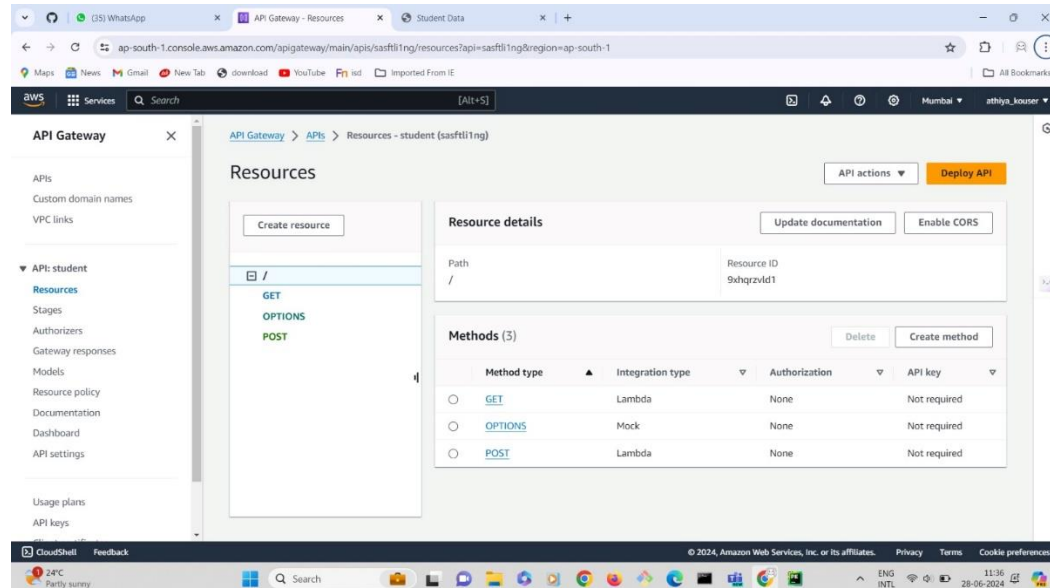 (35) WhatsApp
API Gateway - Resources
Student Data
ap-south-1.console.aws.amazon.com/apigateway/main/apis/sasftli1ng/resources?api=sasftli1ng&region=ap-south-1
Maps News Gmail New Tab download YouTube isd Imported From IE All Bookmarks
aws Services Search [Alt+S] Mumbai athiya_kouser
API Gateway
API Gateway > APIs > Resources - student (sasftli1ng)
Resources
API actions
Deploy API
APIs
Custom domain names
VPC links
API: student
Resources
Stages
Authorizers
Gateway responses
Models
Resource policy
Documentation
Dashboard
API settings
Usage plans
API keys
Create resource
/
GET
OPTIONS
POST
Resource details
Update documentation
Enable CORS
Path
/
Resource ID
9xhqrzvld1
Methods (3)
Delete
Create method
Method type Integration type Authorization API key
GET Lambda None Not required
OPTIONS Mock None Not required
POST Lambda None Not required
CloudShell Feedback © 2024, Amazon Web Services, Inc. or its affiliates. Privacy Terms Cookie preferences
24°C
Partly sunny
Search
ENG
INTL
11:36
28-06-2024